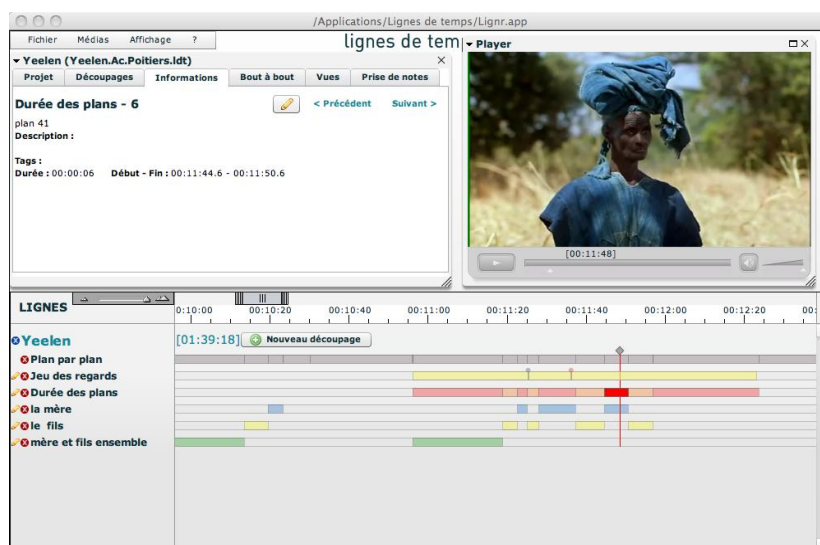 /Applications/Lignes de temps/Lignr.app
Fichier Médias Affichage ?
lignes de tem
Player
Yeelen (Yeelen.Ac.Poitiers.ldt)
Projet Découpages Informations Bout à bout Vues Prise de notes
Durée des plans - 6
< Précédent Suivant >
plan 41
Description :
Tags :
Durée : 00:00:06 Début - Fin : 00:11:44.6 - 00:11:50.6
[00:11:48]
LIGNES
0:10:00 00:10:20 00:10:40 00:11:00 00:11:20 00:11:40 00:12:00 00:12:20 00:
Yeelen [01:39:18] Nouveau découpage
Plan par plan
Jeu des regards
Durée des plans
la mère
le fils
mère et fils ensemble